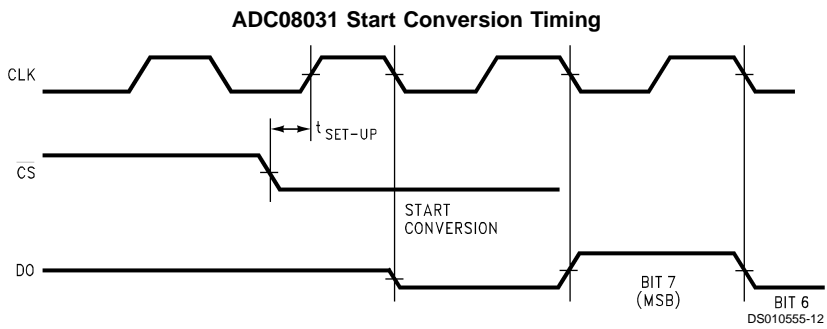 ADC08031 Start Conversion Timing
CLK
t SET-UP
CS
START
CONVERSION
DO
BIT 7
(MSB)
BIT 6
DS010555-12